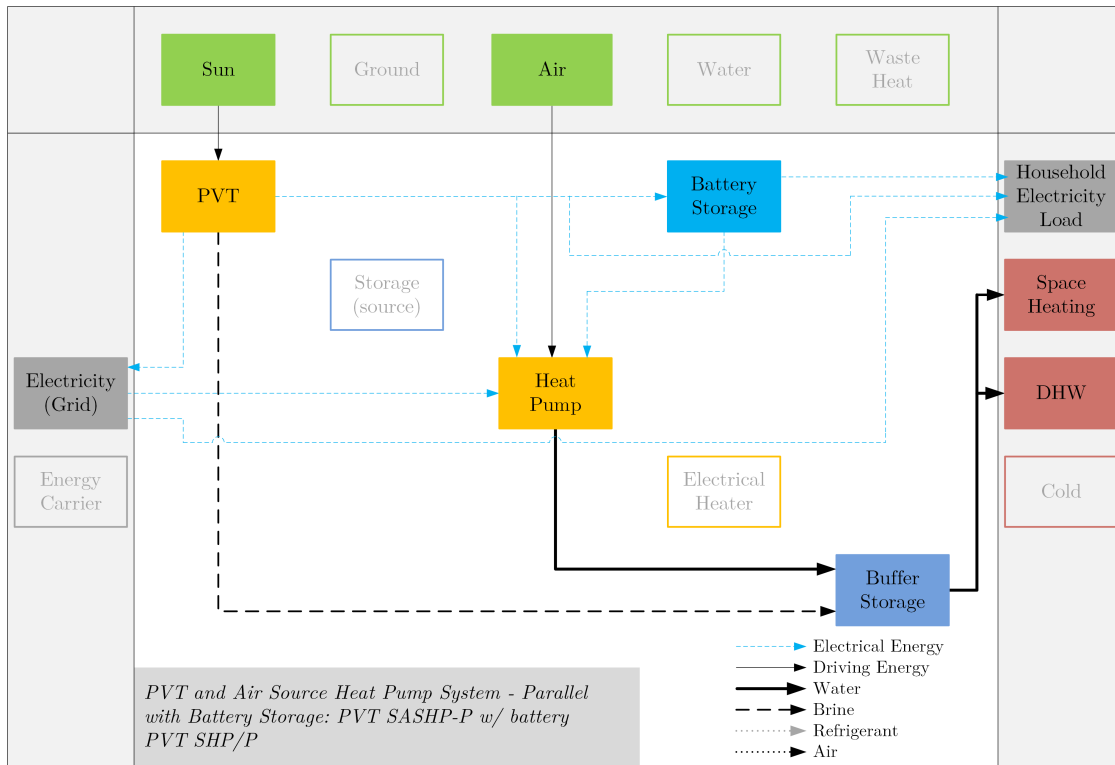 Sun
Ground
Air
Water
Waste
Heat
PVT
Battery
Storage
Household
Electricity
Load
Storage
(source)
Space
Heating
Electricity
(Grid)
Heat
Pump
DHW
Energy
Carrier
Electrical
Heater
Cold
Buffer
Storage
Electrical Energy
Driving Energy
Water
Brine
Refrigerant
Air
PVT and Air Source Heat Pump System - Parallel
with Battery Storage: PVT SASHP-P w/ battery
PVT SHP/P